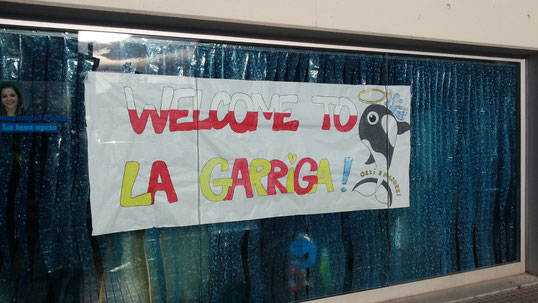 WELCOME TO
LA GARRIGA!
La teva opció